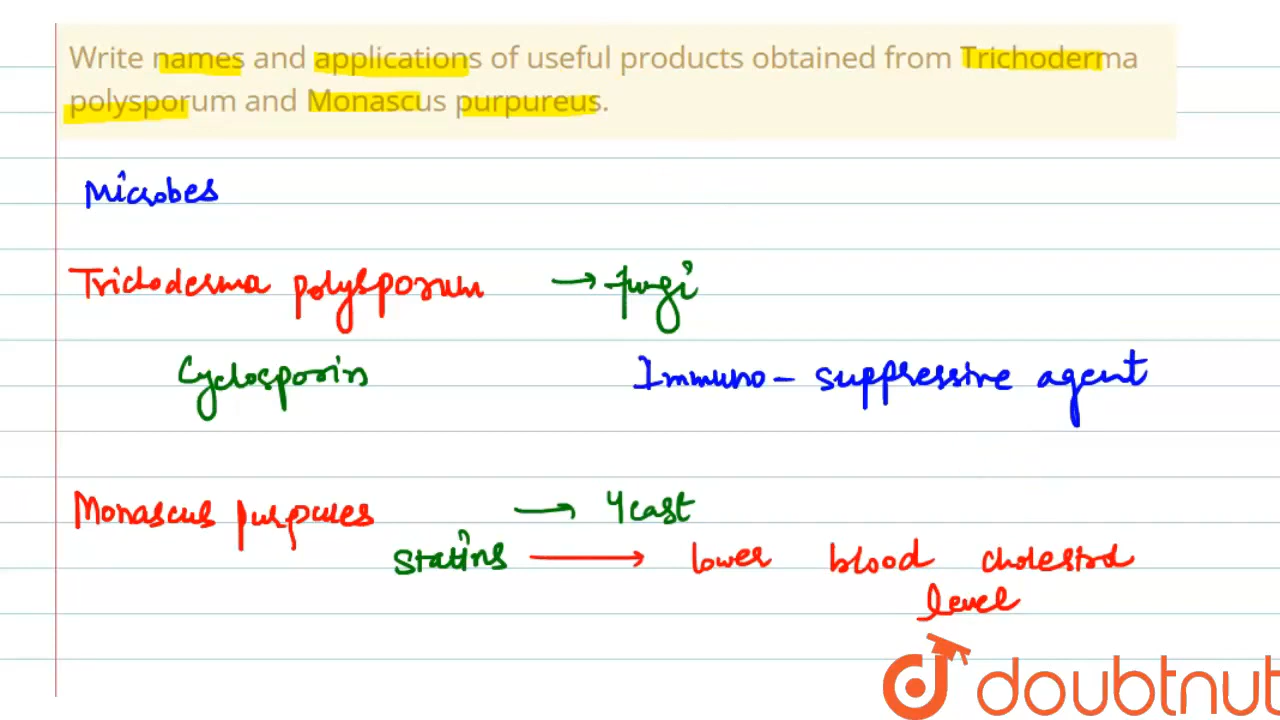 Write names and applications of useful products obtained from Trichoderma
polysporum and Monascus purpureus.
Microbes
Trichoderma polysporum → fungi
Cyclosporin Immuno - suppressive agent
Monascus purpures → Yeast
Statins → lower blood cholestrol
level
doubtnut